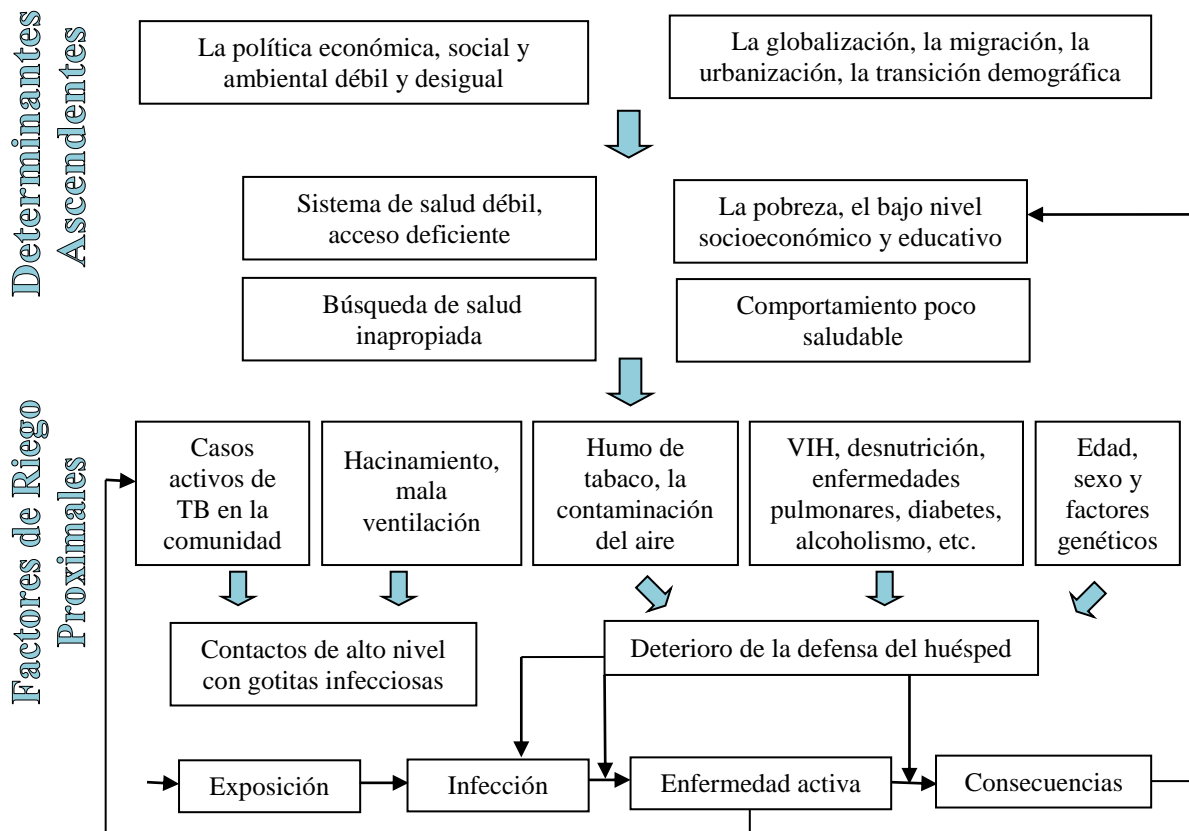 Determinantes
Ascendentes
La política económica, social y
ambiental débil y desigual
La globalización, la migración, la
urbanización, la transición demográfica
Sistema de salud débil,
acceso deficiente
La pobreza, el bajo nivel
socioeconómico y educativo
Búsqueda de salud
inapropiada
Comportamiento poco
saludable
Factores de Riego
Proximales
Casos
activos de
TB en la
comunidad
Hacinamiento,
mala
ventilación
Humo de
tabaco, la
contaminación
del aire
VIH, desnutrición,
enfermedades
pulmonares, diabetes,
alcoholismo, etc.
Edad,
sexo y
factores
genéticos
Contactos de alto nivel
con gotitas infecciosas
Deterioro de la defensa del huésped
Exposición
Infección
Enfermedad activa
Consecuencias